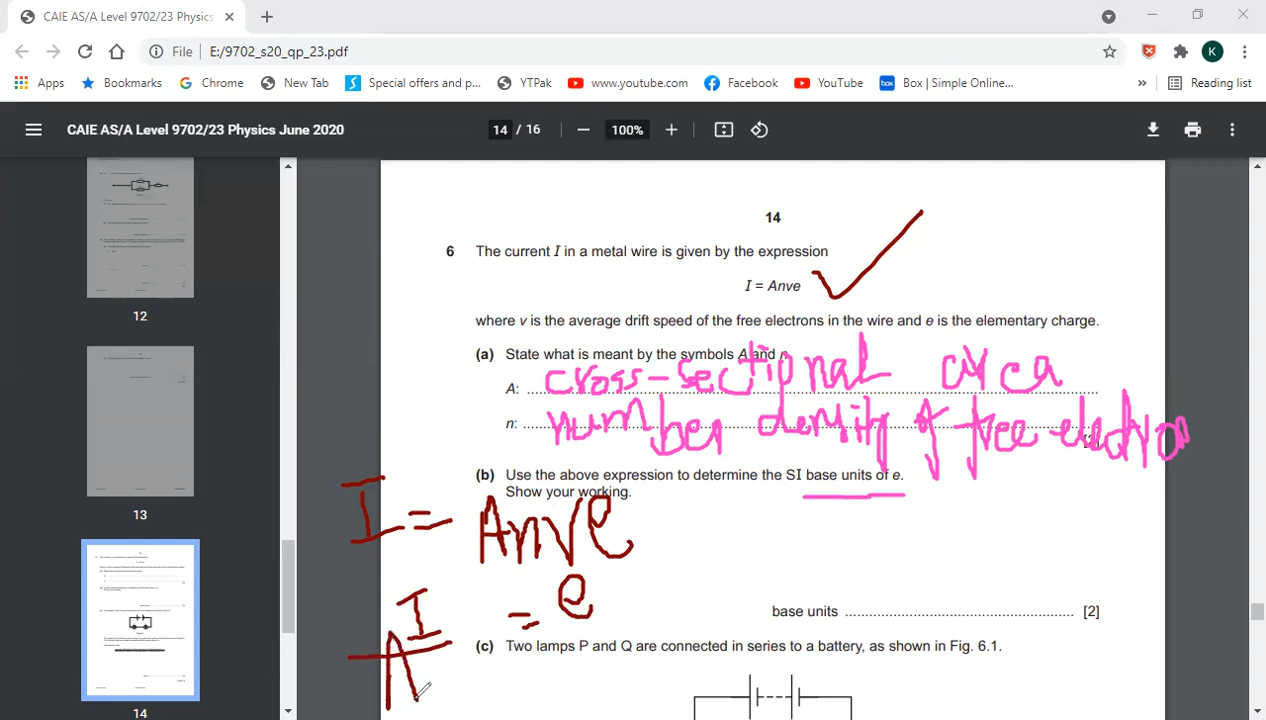 CAIE AS/A Level 9702/23 Physics
File E:/9702_s20_qp_23.pdf
K
Apps Bookmarks Chrome New Tab Special offers and p... YTPak www.youtube.com Facebook YouTube Box | Simple Online... » Reading list
CAIE AS/A Level 9702/23 Physics June 2020 14 / 16 100%
12
13
14
14
6 The current I in a metal wire is given by the expression
I = Anve
where v is the average drift speed of the free electrons in the wire and e is the elementary charge.
(a) State what is meant by the symbols A and n.
A: cross-sectional area
n: number density of free electron
[2]
(b) Use the above expression to determine the SI base units of e.
Show your working.
I = Anve
I
= e
A
base units [2]
(c) Two lamps P and Q are connected in series to a battery, as shown in Fig. 6.1.